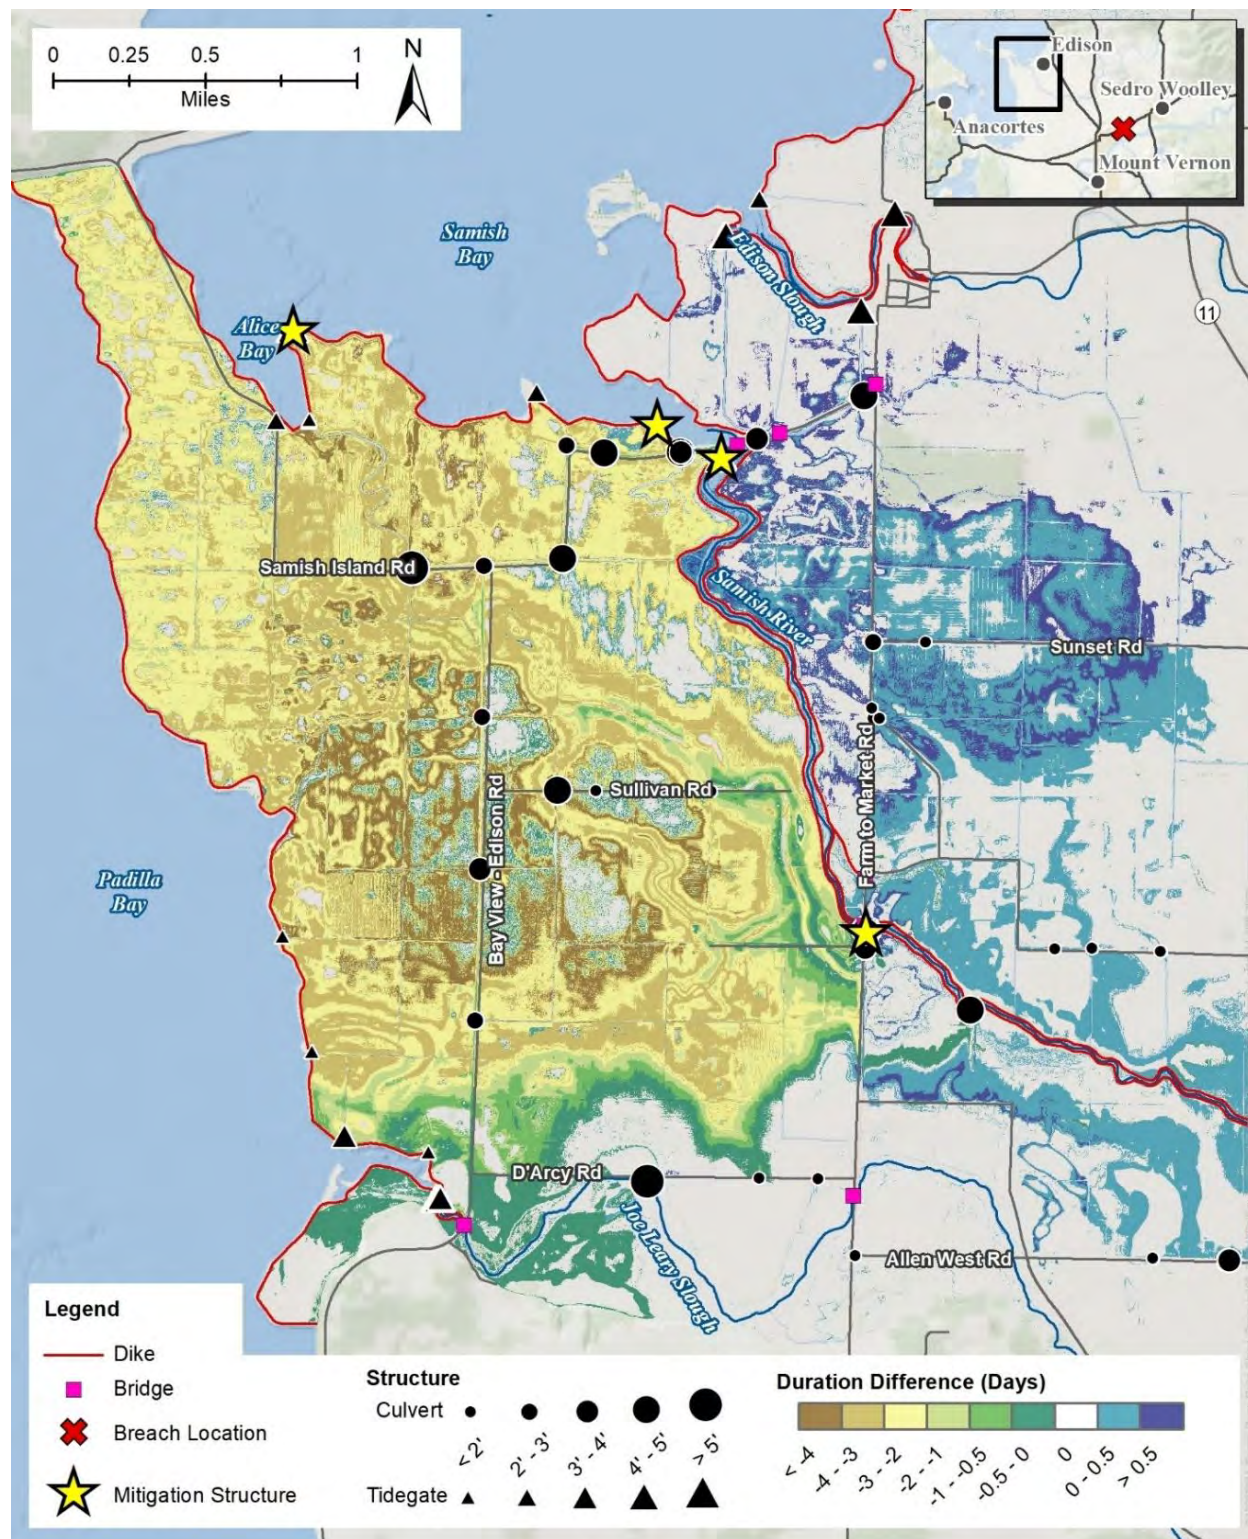 0 0.25 0.5 1
Miles
N
Edison
Sedro Woolley
Anacortes
Mount Vernon
Samish
Bay
Edison Slough
11
Alice
Bay
Samish Island Rd
Samish River
Sunset Rd
Farm to Market Rd
Sullivan Rd
Bay View - Edison Rd
Padilla
Bay
D'Arcy Rd
Joe Leary Slough
Allen West Rd
Legend
Dike
Bridge
Breach Location
Mitigation Structure
Structure
Culvert
< 2'
2' - 3'
3' - 4'
4' - 5'
> 5'
Tidegate
Duration Difference (Days)
< -4
-4 - -3
-3 - -2
-2 - -1
-1 - -0.5
-0.5 - 0
0
0 - 0.5
> 0.5